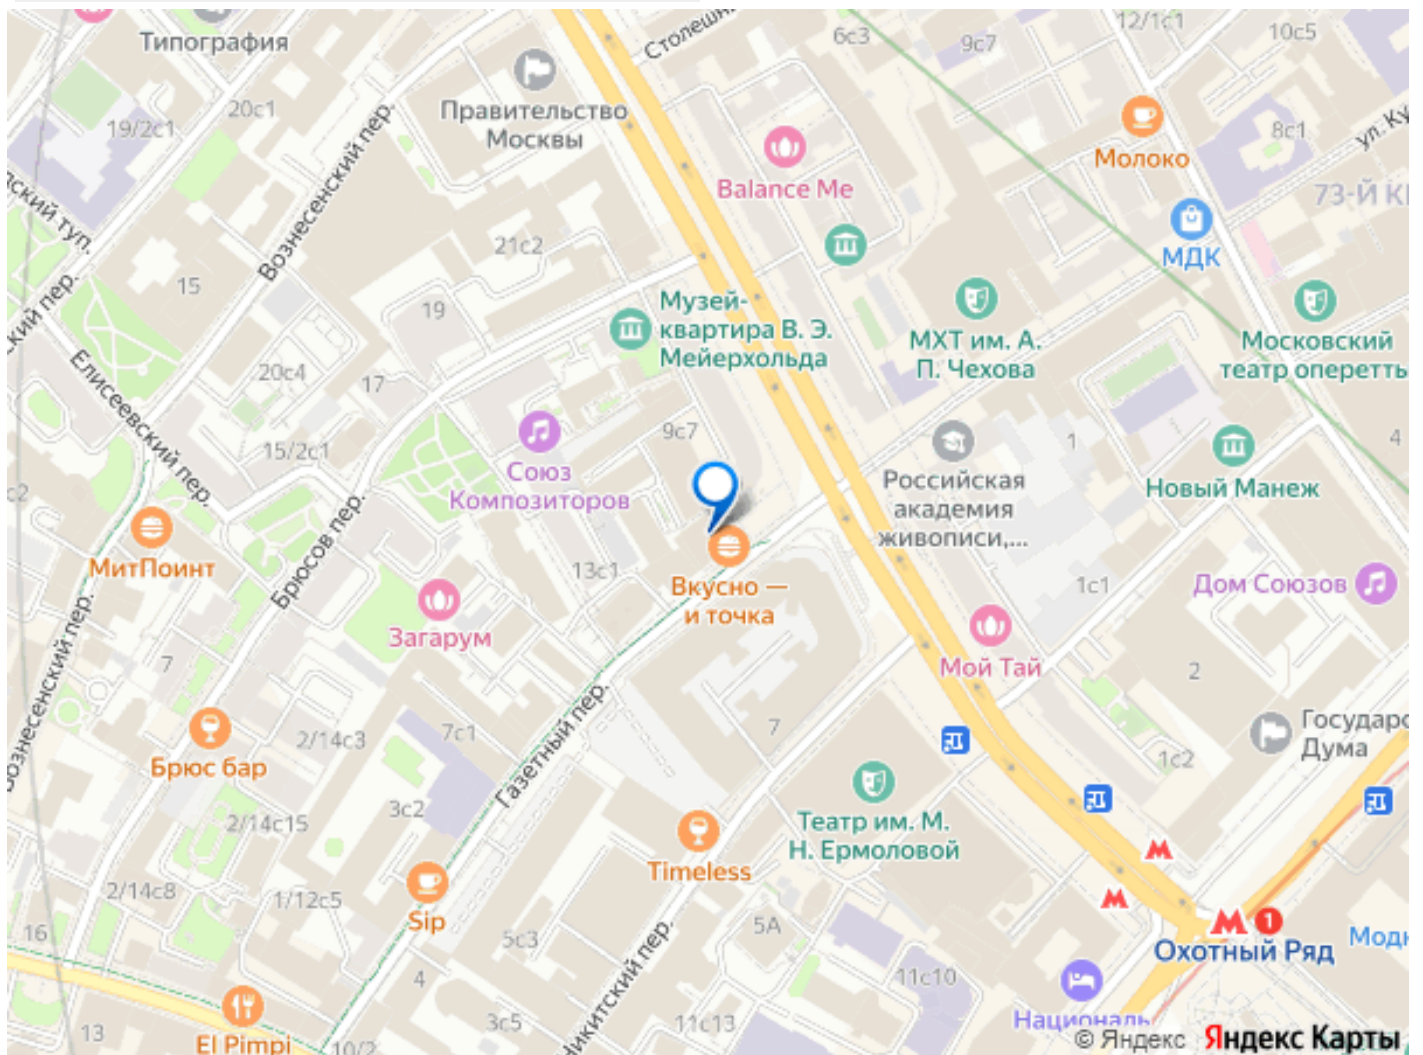 Типография
20с1
19/2с1
Вознесенский пер.
Правительство
Москвы
Столешн
6с3
9с7
12/1с1
10с5
8с1
Молоко
ул. Ку
73-Й К
МДК
Balance Me
21с2
15
19
Музей-
квартира В. Э.
Мейерхольда
МХТ им. А.
П. Чехова
Московский
театр оперетты
ский туп.
ский пер.
Елисеевский пер.
20с4
17
15/2с1
9с7
Союз
Композиторов
Российская
академия
живописи,...
1
4
Новый Манеж
с2
МитПоинт
Брюсов пер.
13с1
Вкусно —
и точка
1с1
Дом Союзов
Загарум
Мой Тай
2
Вознесенский пер.
7
7с1
Газетный пер.
7
Государс
Дума
1с2
2/14с3
Брюс бар
3с2
2/14с15
Театр им. М.
Н. Ермоловой
Timeless
2/14с8
1/12с5
Sip
16
5с3
5А
1
Охотный Ряд
Модн
4
11с10
Никитский пер.
13
El Pimpi
10/2
3с5
11с13
Националь
© Яндекс Яндекс Карты